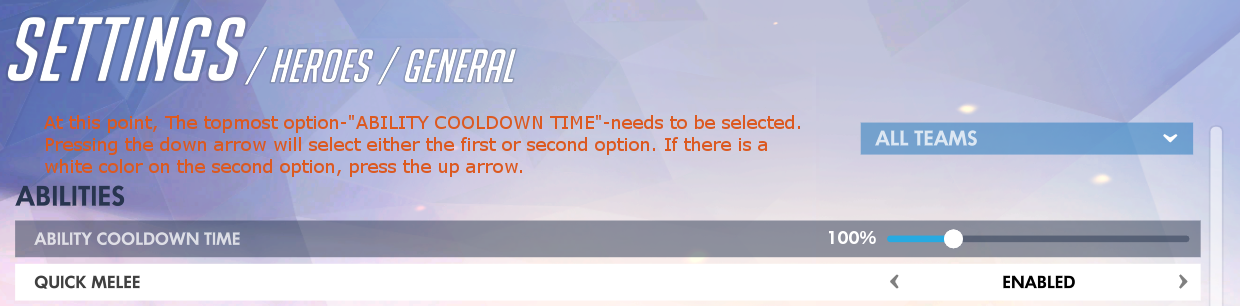 SETTINGS / HEROES / GENERAL
At this point, The topmost option-"ABILITY COOLDOWN TIME"-needs to be selected.
Pressing the down arrow will select either the first or second option. If there is a
white color on the second option, press the up arrow.
ALL TEAMS
ABILITIES
ABILITY COOLDOWN TIME 100%
QUICK MELEE ENABLED